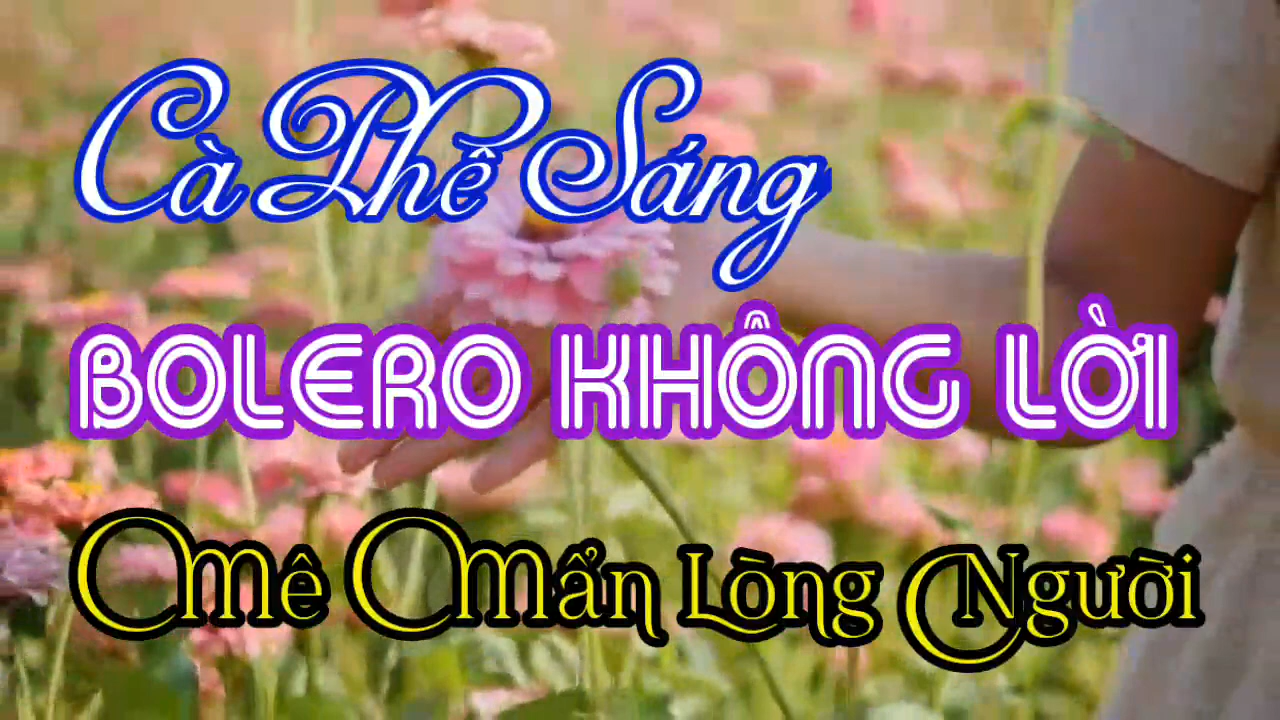 Cà Phê Sáng
BOLERO KHÔNG LỜI
Mê Mẩn Lòng Người